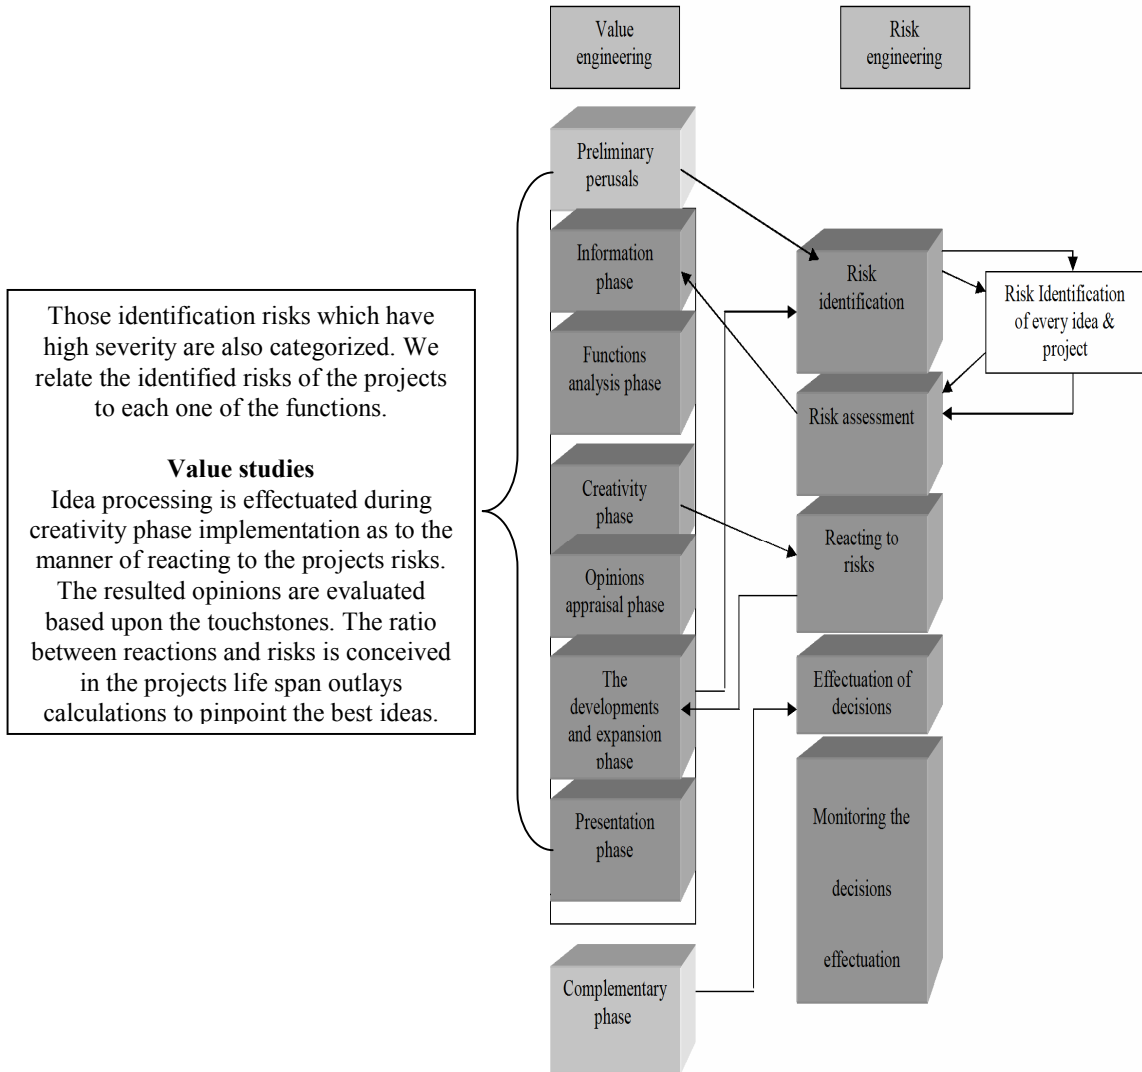 Value
engineering
Risk
engineering
Preliminary
perusals
Information
phase
Functions
analysis phase
Creativity
phase
Opinions
appraisal phase
The
developments
and expansion
phase
Presentation
phase
Complementary
phase
Risk
identification
Risk Identification
of every idea &
project
Risk assessment
Reacting to
risks
Effectuation of
decisions
Monitoring the
decisions
effectuation
Those identification risks which have
high severity are also categorized. We
relate the identified risks of the projects
to each one of the functions.
Value studies
Idea processing is effectuated during
creativity phase implementation as to the
manner of reacting to the projects risks.
The resulted opinions are evaluated
based upon the touchstones. The ratio
between reactions and risks is conceived
in the projects life span outlays
calculations to pinpoint the best ideas.